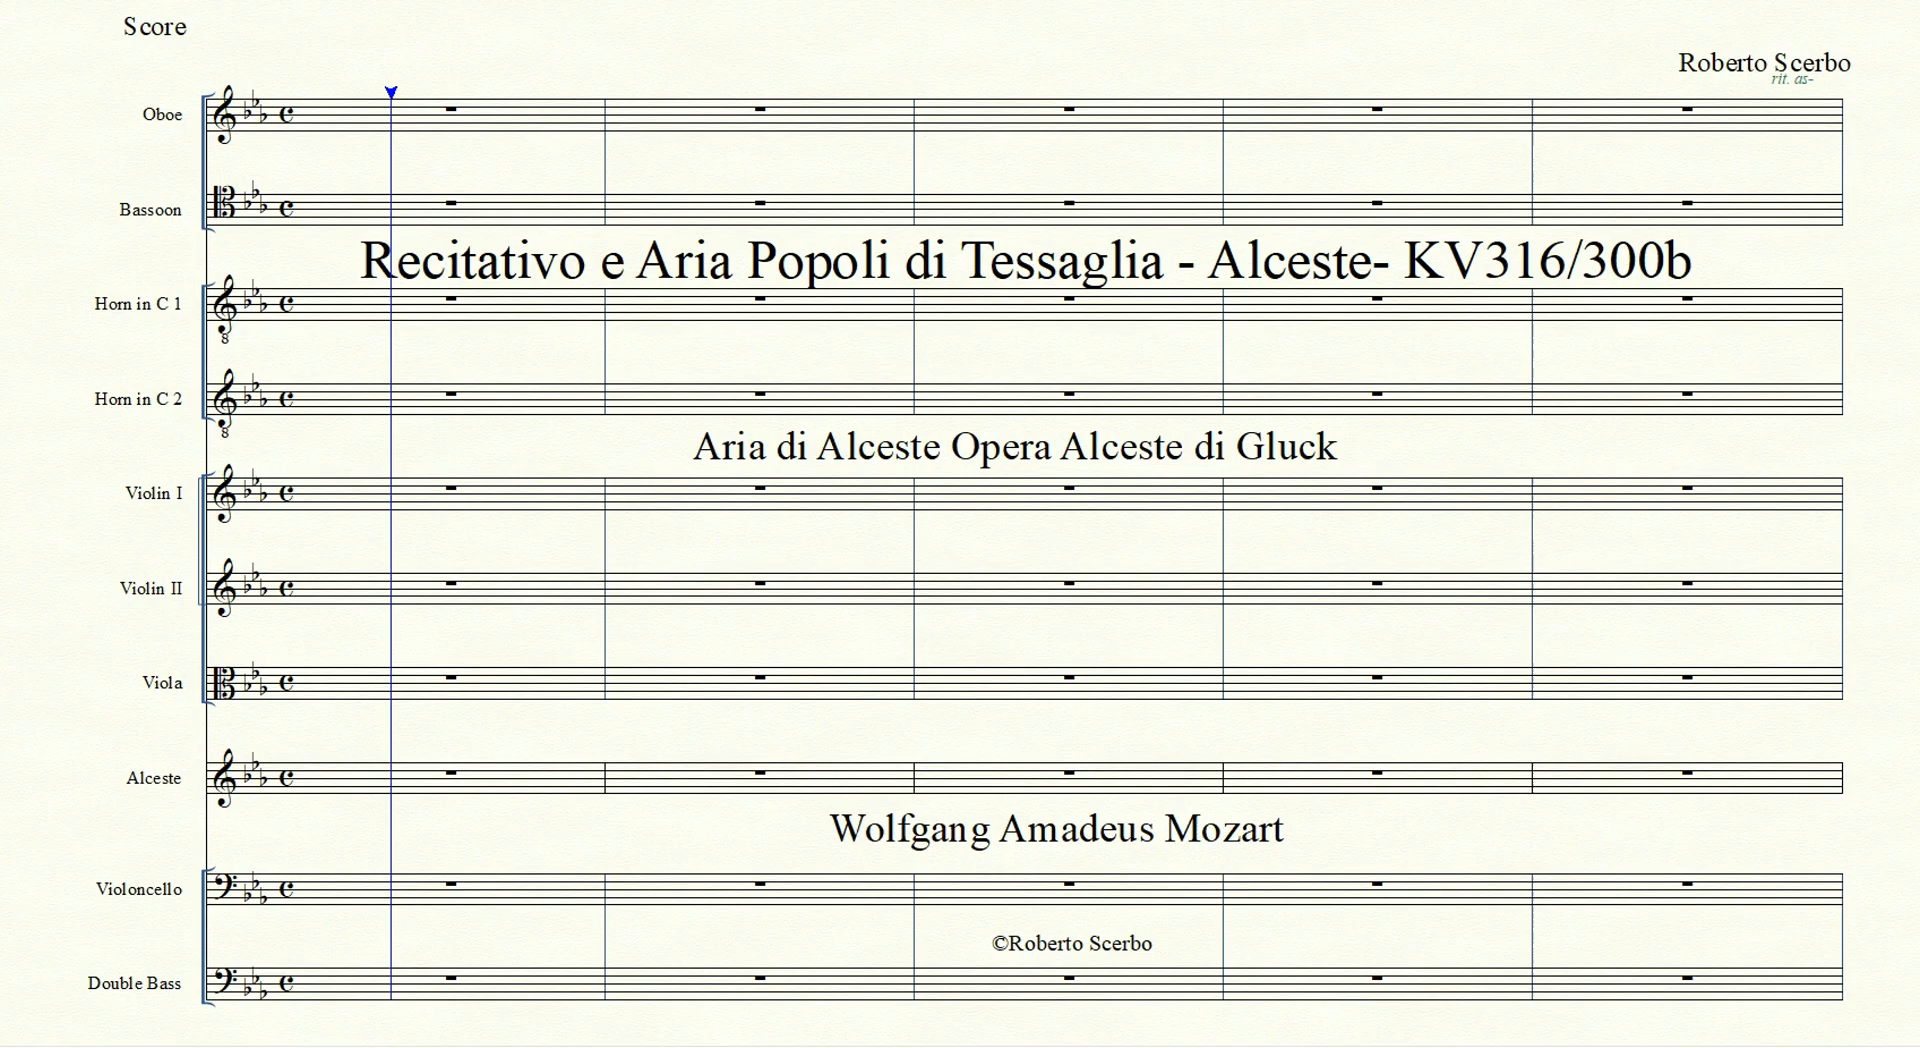 Score
Roberto Scerbo
rit. as-
Oboe
Bassoon
Recitativo e Aria Popoli di Tessaglia - Alceste- KV316/300b
Horn in C 1
8
Horn in C 2
8
Aria di Alceste Opera Alceste di Gluck
Violin I
Violin II
Viola
Alceste
Wolfgang Amadeus Mozart
Violoncello
©Roberto Scerbo
Double Bass